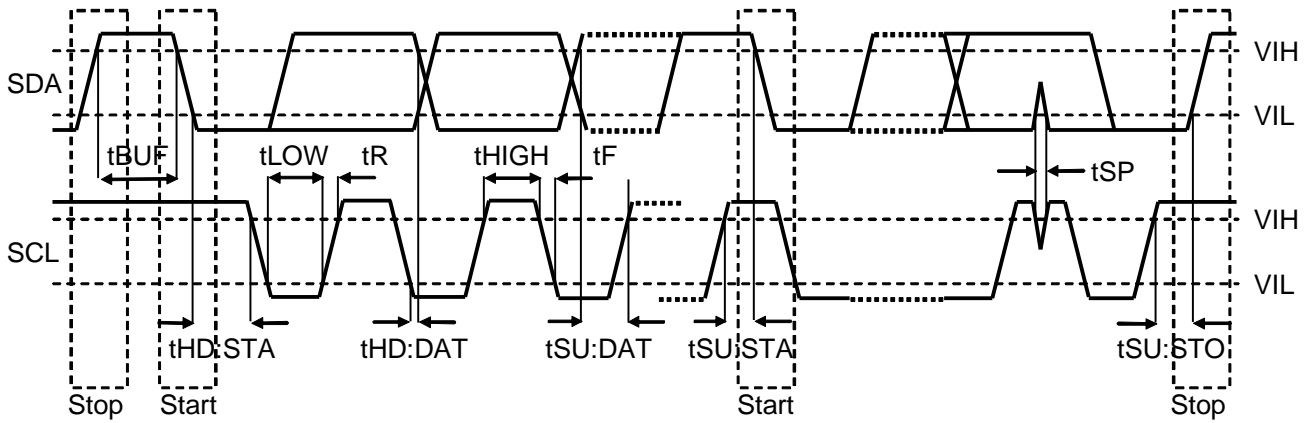 VIH
SDA
VIL
tBUF
tLOW
tR
tHIGH
tF
tSP
VIH
SCL
VIL
tHD:STA
tHD:DAT
tSU:DAT
tSU:STA
tSU:STO
Stop
Start
Start
Stop